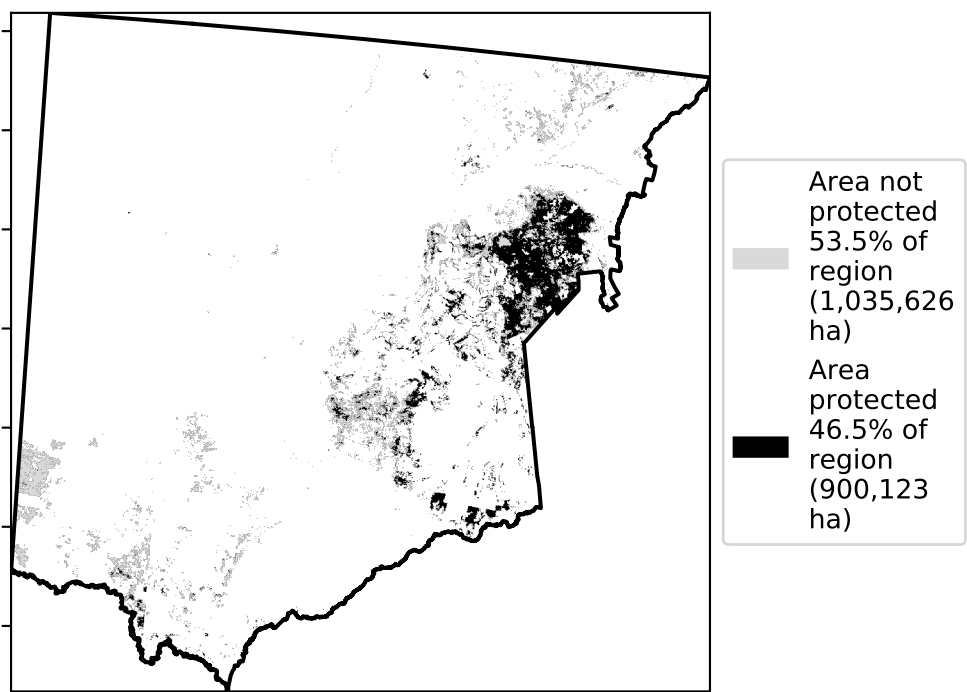 Area not
protected
53.5% of
region
(1,035,626
ha)
Area
protected
46.5% of
region
(900,123
ha)